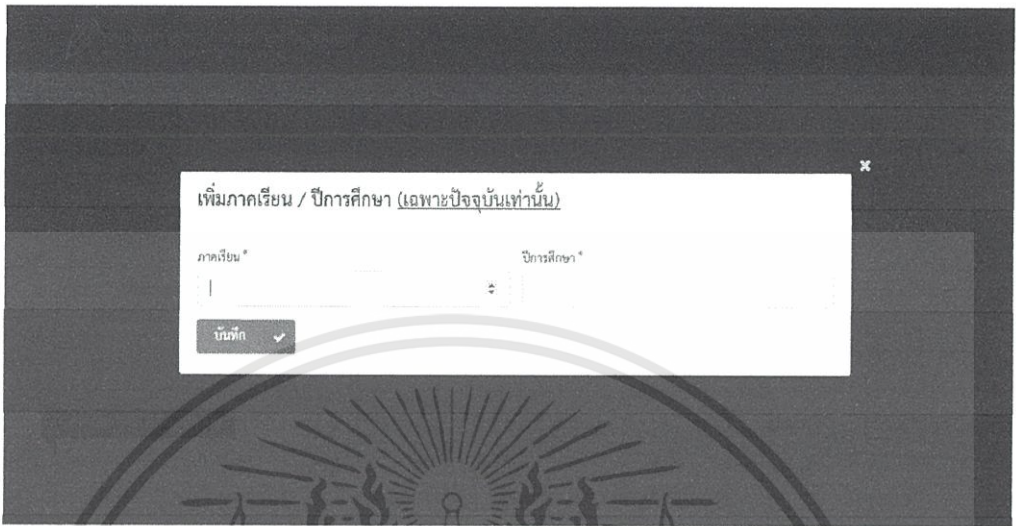 เพิ่มภาคเรียน / ปีการศึกษา (เฉพาะปัจจุบันเท่านั้น)
ภาคเรียน * ปีการศึกษา *
บันทึก